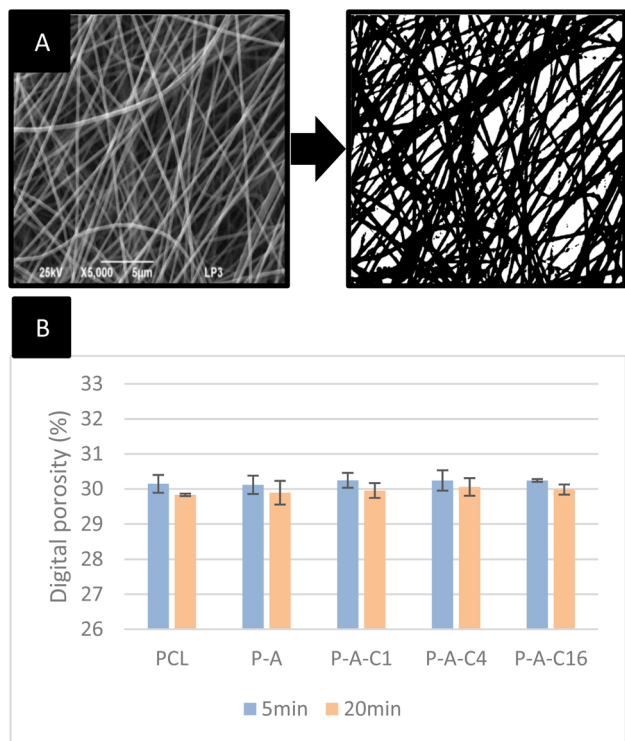 A
25kV X5,000 5μm LP3
B
Digital porosity (%)
33
32
31
30
29
28
27
26
PCL P-A P-A-C1 P-A-C4 P-A-C16
5min 20min